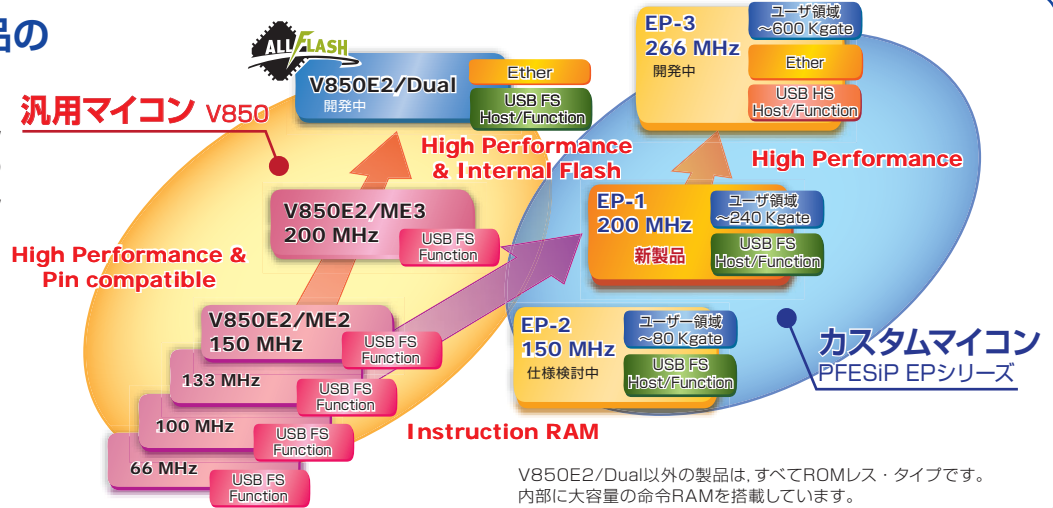 品の
ALL FLASH
V850E2/Dual
開発中
Ether
USB FS
Host/Function
EP-3
266 MHz
開発中
ユーザ領域
～600 Kgate
Ether
USB HS
Host/Function
汎用マイコン V850
High Performance
& Internal Flash
High Performance
V850E2/ME3
200 MHz
USB FS
Function
EP-1
200 MHz
新製品
ユーザ領域
～240 Kgate
USB FS
Host/Function
High Performance &
Pin compatible
V850E2/ME2
150 MHz
USB FS
Function
133 MHz
USB FS
Function
100 MHz
USB FS
Function
66 MHz
USB FS
Function
EP-2
150 MHz
仕様検討中
ユーザー領域
～80 Kgate
USB FS
Host/Function
カスタムマイコン
PFESiP EPシリーズ
Instruction RAM
V850E2/Dual以外の製品は，すべてROMレス・タイプです。
内部に大容量の命令RAMを搭載しています。